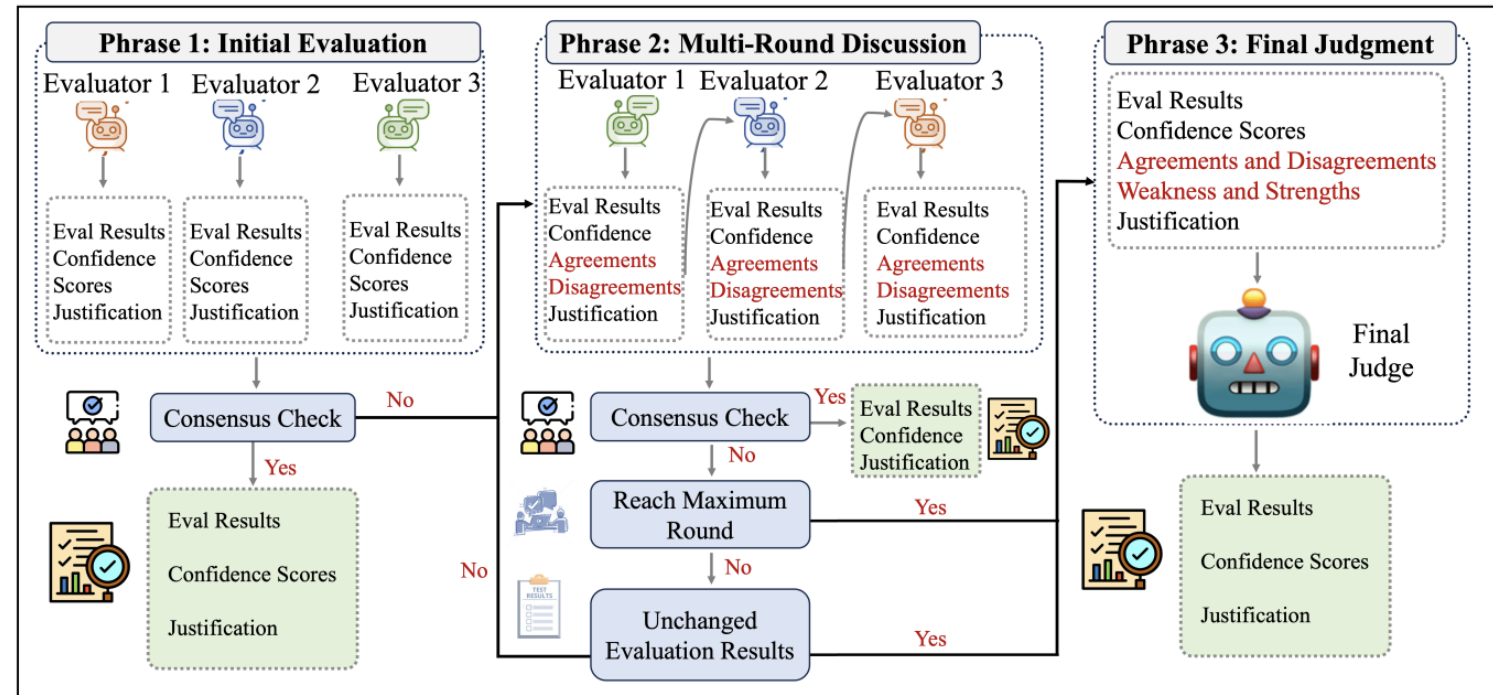 Phrase 1: Initial Evaluation
Evaluator 1
Evaluator 2
Evaluator 3
Eval Results
Confidence
Scores
Justification
Eval Results
Confidence
Scores
Justification
Eval Results
Confidence
Scores
Justification
Consensus Check
No
Yes
Eval Results
Confidence Scores
Justification
Phrase 2: Multi-Round Discussion
Evaluator 1
Evaluator 2
Evaluator 3
Eval Results
Confidence
Agreements
Disagreements
Justification
Eval Results
Confidence
Agreements
Disagreements
Justification
Eval Results
Confidence
Agreements
Disagreements
Justification
Consensus Check
Yes
Eval Results
Confidence
Justification
No
Reach Maximum
Round
Yes
No
TEST
RESULTS
Unchanged
Evaluation Results
Yes
No
Phrase 3: Final Judgment
Eval Results
Confidence Scores
Agreements and Disagreements
Weakness and Strengths
Justification
Final
Judge
Eval Results
Confidence Scores
Justification